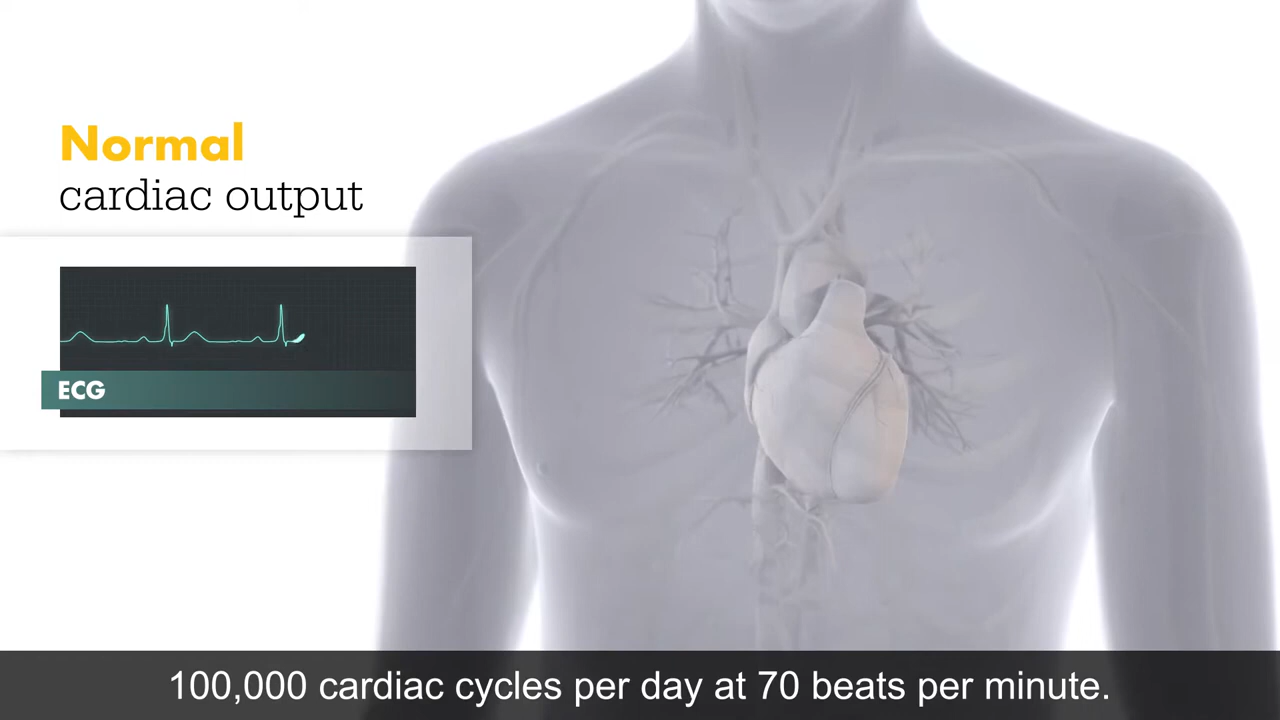 Normal
cardiac output
ECG
100,000 cardiac cycles per day at 70 beats per minute.